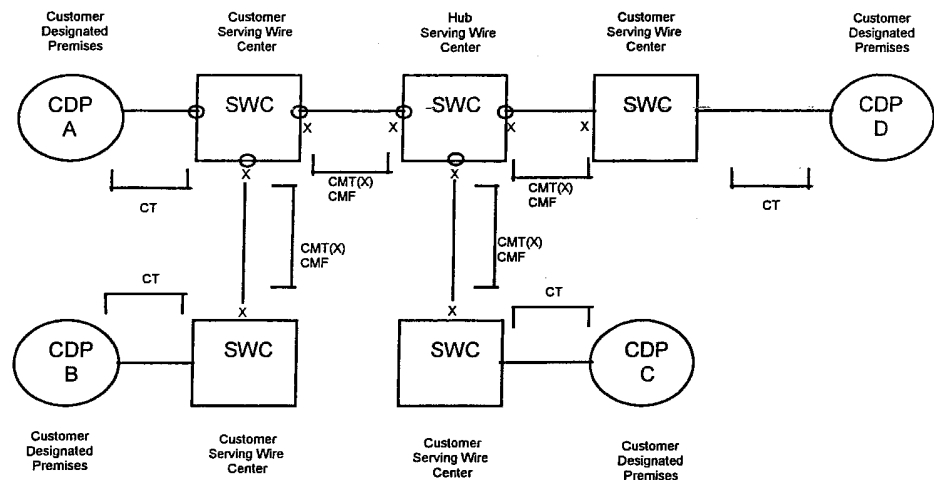 Customer
Designated
Premises
Customer
Serving Wire
Center
Hub
Serving Wire
Center
Customer
Serving Wire
Center
Customer
Designated
Premises
CDP
A
SWC
SWC
SWC
CDP
D
X
X
X
X
CT
X
CMT(X)
CMF
X
CMT(X)
CMF
CT
CMT(X)
CMF
CMT(X)
CMF
CT
CT
X
X
CDP
B
SWC
SWC
CDP
C
Customer
Designated
Premises
Customer
Serving Wire
Center
Customer
Serving Wire
Center
Customer
Designated
Premises